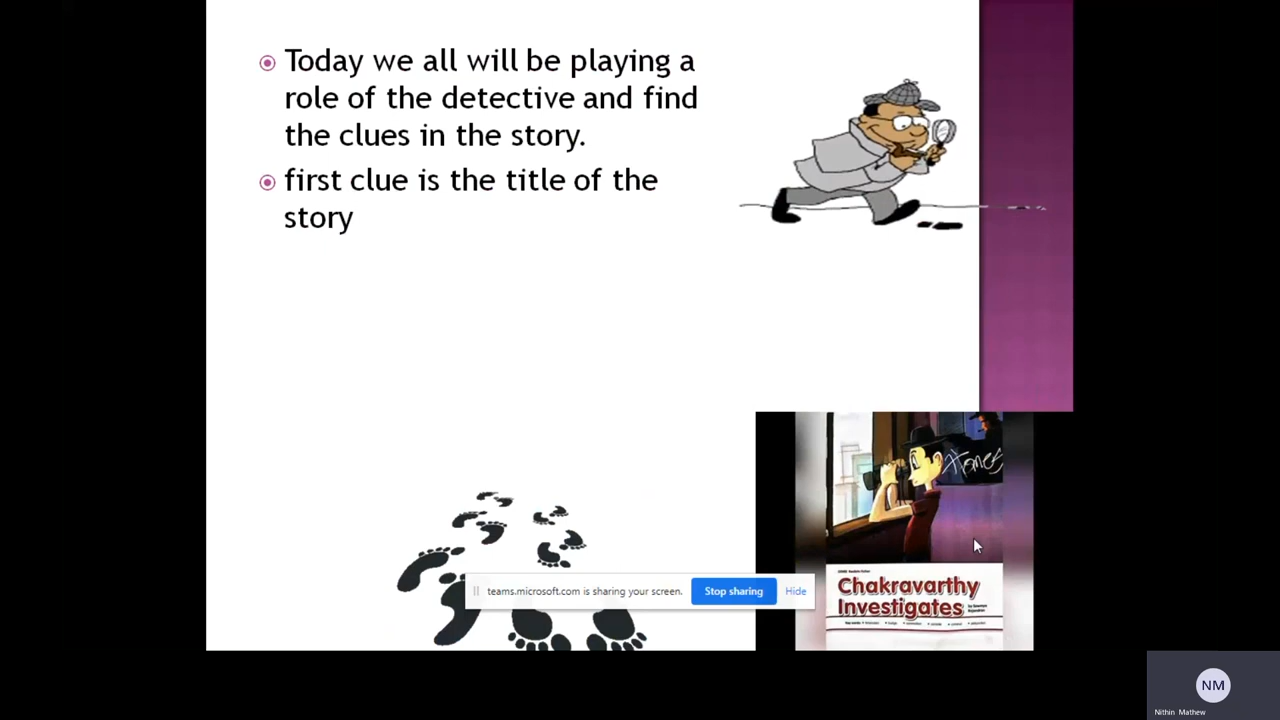 Today we all will be playing a
role of the detective and find
the clues in the story.
first clue is the title of the
story
Chakravarthy
Investigates
teams.microsoft.com is sharing your screen.
Stop sharing
Hide
NM
Nithin Mathew